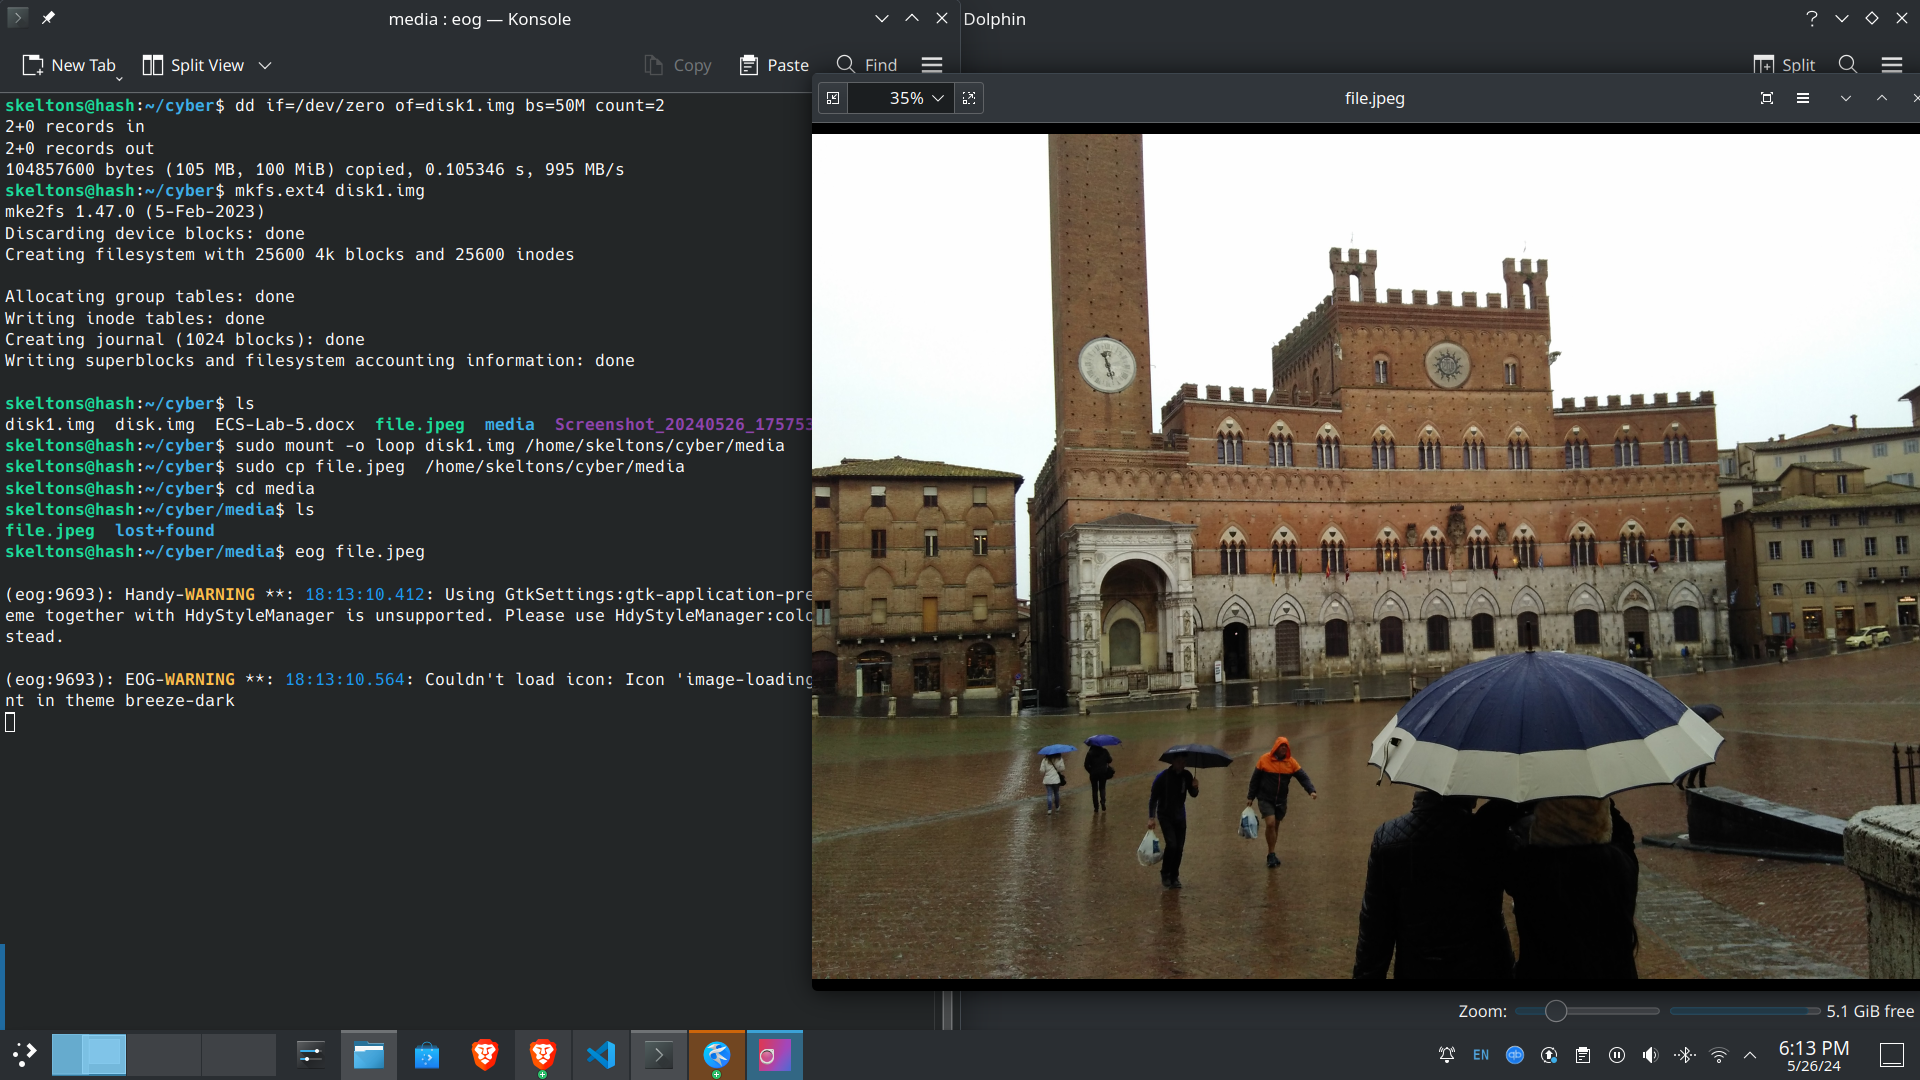 media : eog — Konsole
New Tab
Split View
Copy
Paste
Find
skeltons@hash:~/cyber$ dd if=/dev/zero of=disk1.img bs=50M count=2
2+0 records in
2+0 records out
104857600 bytes (105 MB, 100 MiB) copied, 0.105346 s, 995 MB/s
skeltons@hash:~/cyber$ mkfs.ext4 disk1.img
mke2fs 1.47.0 (5-Feb-2023)
Discarding device blocks: done
Creating filesystem with 25600 4k blocks and 25600 inodes
Allocating group tables: done
Writing inode tables: done
Creating journal (1024 blocks): done
Writing superblocks and filesystem accounting information: done
skeltons@hash:~/cyber$ ls
disk1.img  disk.img  ECS-Lab-5.docx  file.jpeg  media  Screenshot_20240526_175753
skeltons@hash:~/cyber$ sudo mount -o loop disk1.img /home/skeltons/cyber/media
skeltons@hash:~/cyber$ sudo cp file.jpeg  /home/skeltons/cyber/media
skeltons@hash:~/cyber$ cd media
skeltons@hash:~/cyber/media$ ls
file.jpeg  lost+found
skeltons@hash:~/cyber/media$ eog file.jpeg
(eog:9693): Handy-WARNING **: 18:13:10.412: Using GtkSettings:gtk-application-pre
eme together with HdyStyleManager is unsupported. Please use HdyStyleManager:colo
stead.
(eog:9693): EOG-WARNING **: 18:13:10.564: Couldn't load icon: Icon 'image-loading
nt in theme breeze-dark
Dolphin
Split
35%
file.jpeg
Zoom:
5.1 GiB free
EN
6:13 PM
5/26/24